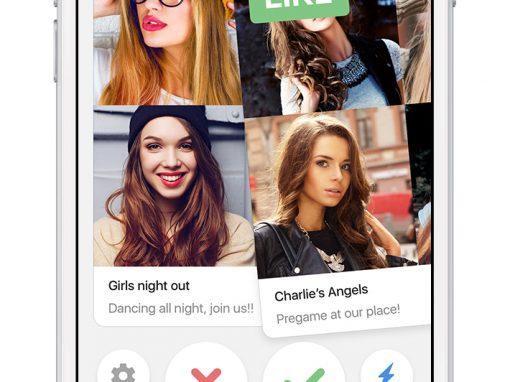 LIKE
Girls night out
Dancing all night, join us!!
Charlie's Angels
Pregame at our place!